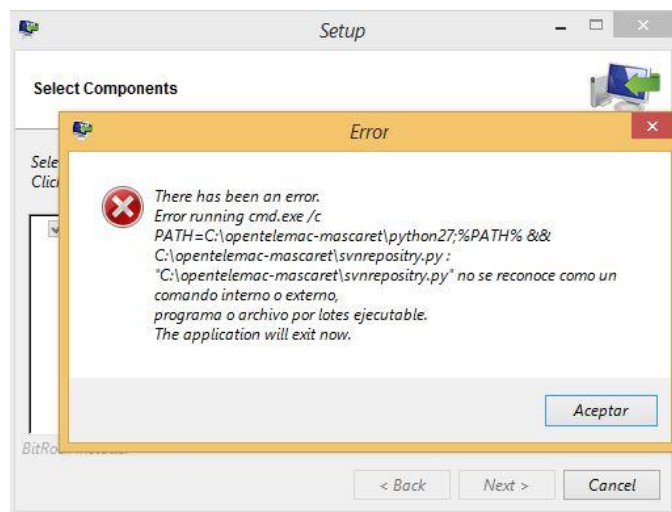 Setup
Select Components
Error
Sele
Clic
There has been an error.
Error running cmd.exe /c
PATH=C:\opentelemac-mascaret\python27;%PATH% &&
C:\opentelemac-mascaret\svnrepositry.py :
"C:\opentelemac-mascaret\svnrepositry.py" no se reconoce como un
comando interno o externo,
programa o archivo por lotes ejecutable.
The application will exit now.
Aceptar
< Back Next > Cancel